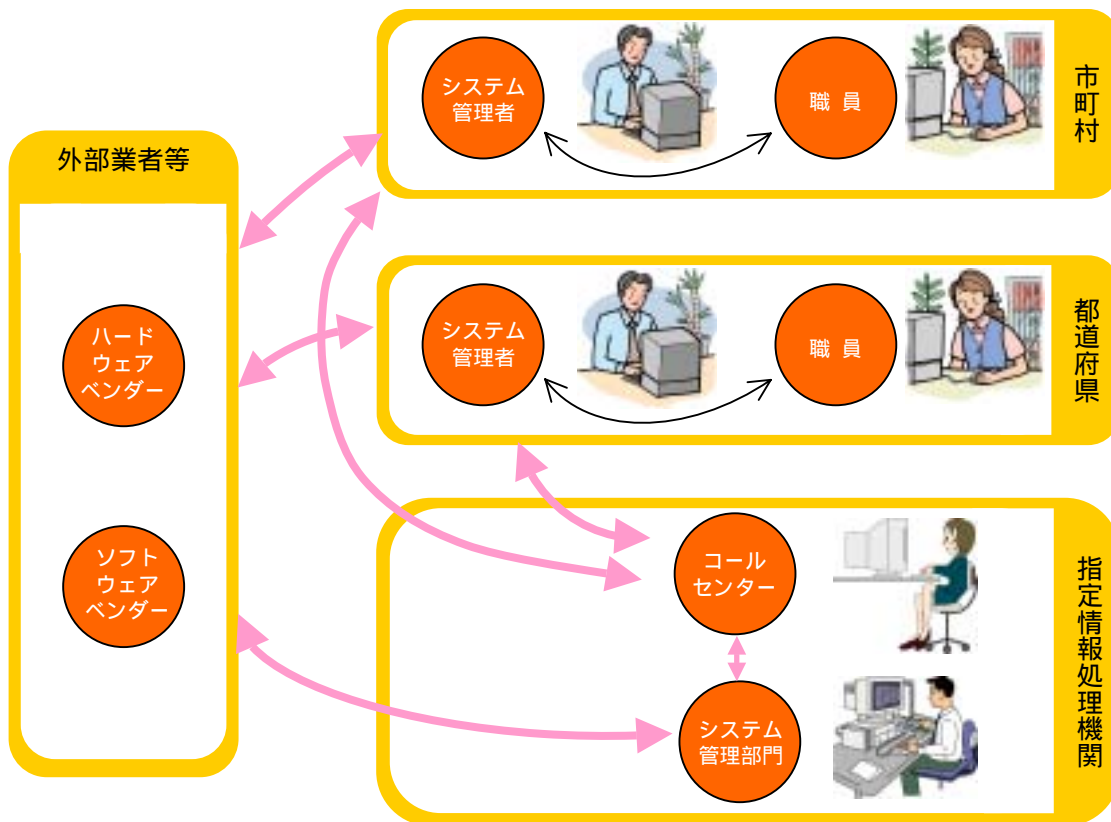 外部業者等
ハード
ウェア
ベンダー
ソフト
ウェア
ベンダー
システム
管理者
職 員
市町村
システム
管理者
職 員
都道府県
コール
センター
システム
管理部門
指定情報処理機関